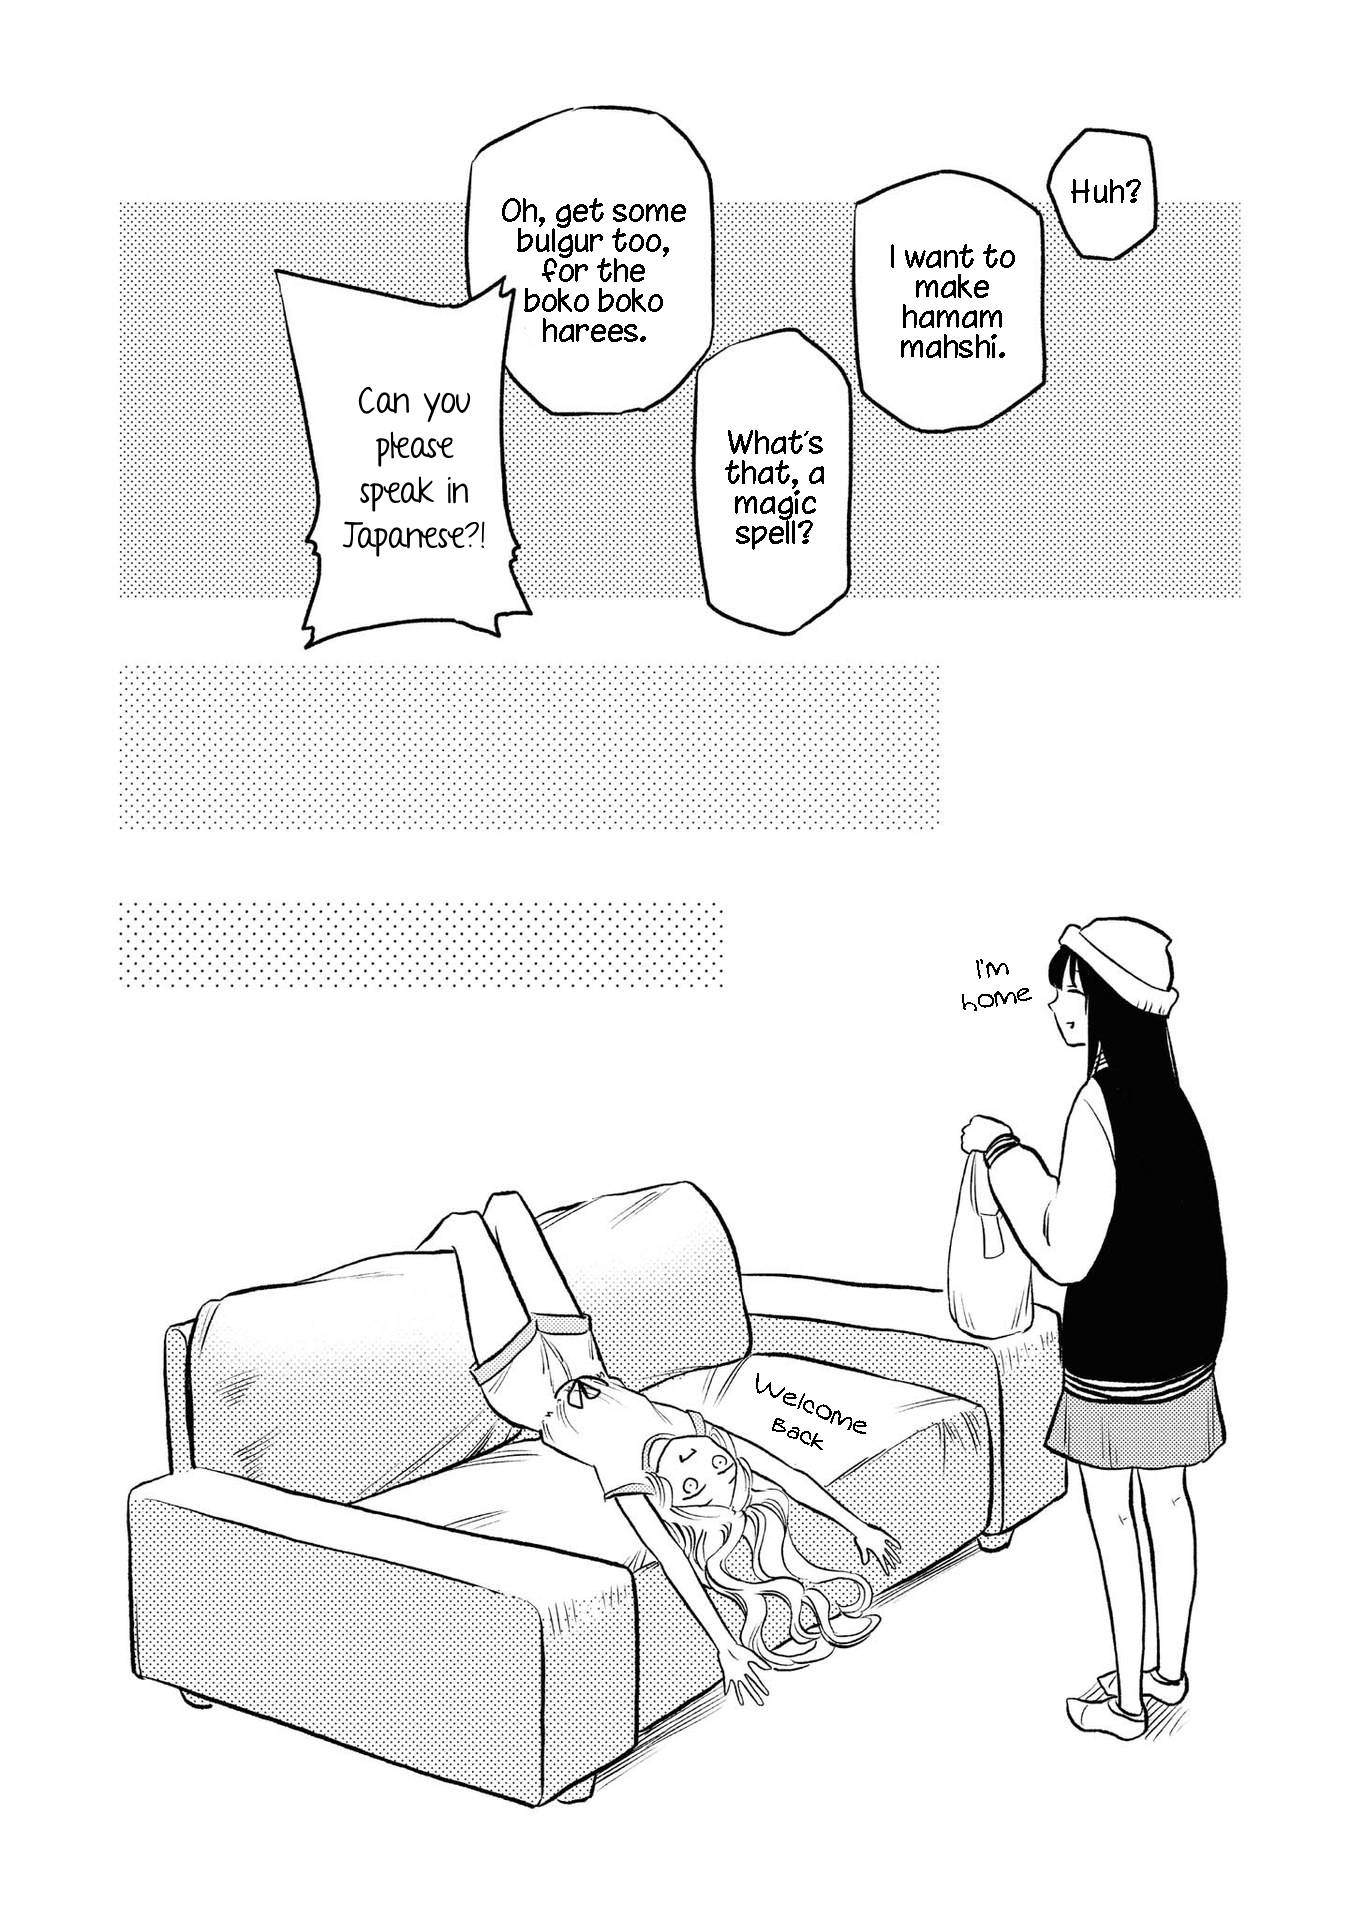 Huh?
I want to
make
hamam
mahshi.
What's
that, a
magic
spell?
Oh, get some
bulgur too,
for the
boko boko
harees.
Can you
please
speak in
Japanese?!
I'm
home
Welcome
Back